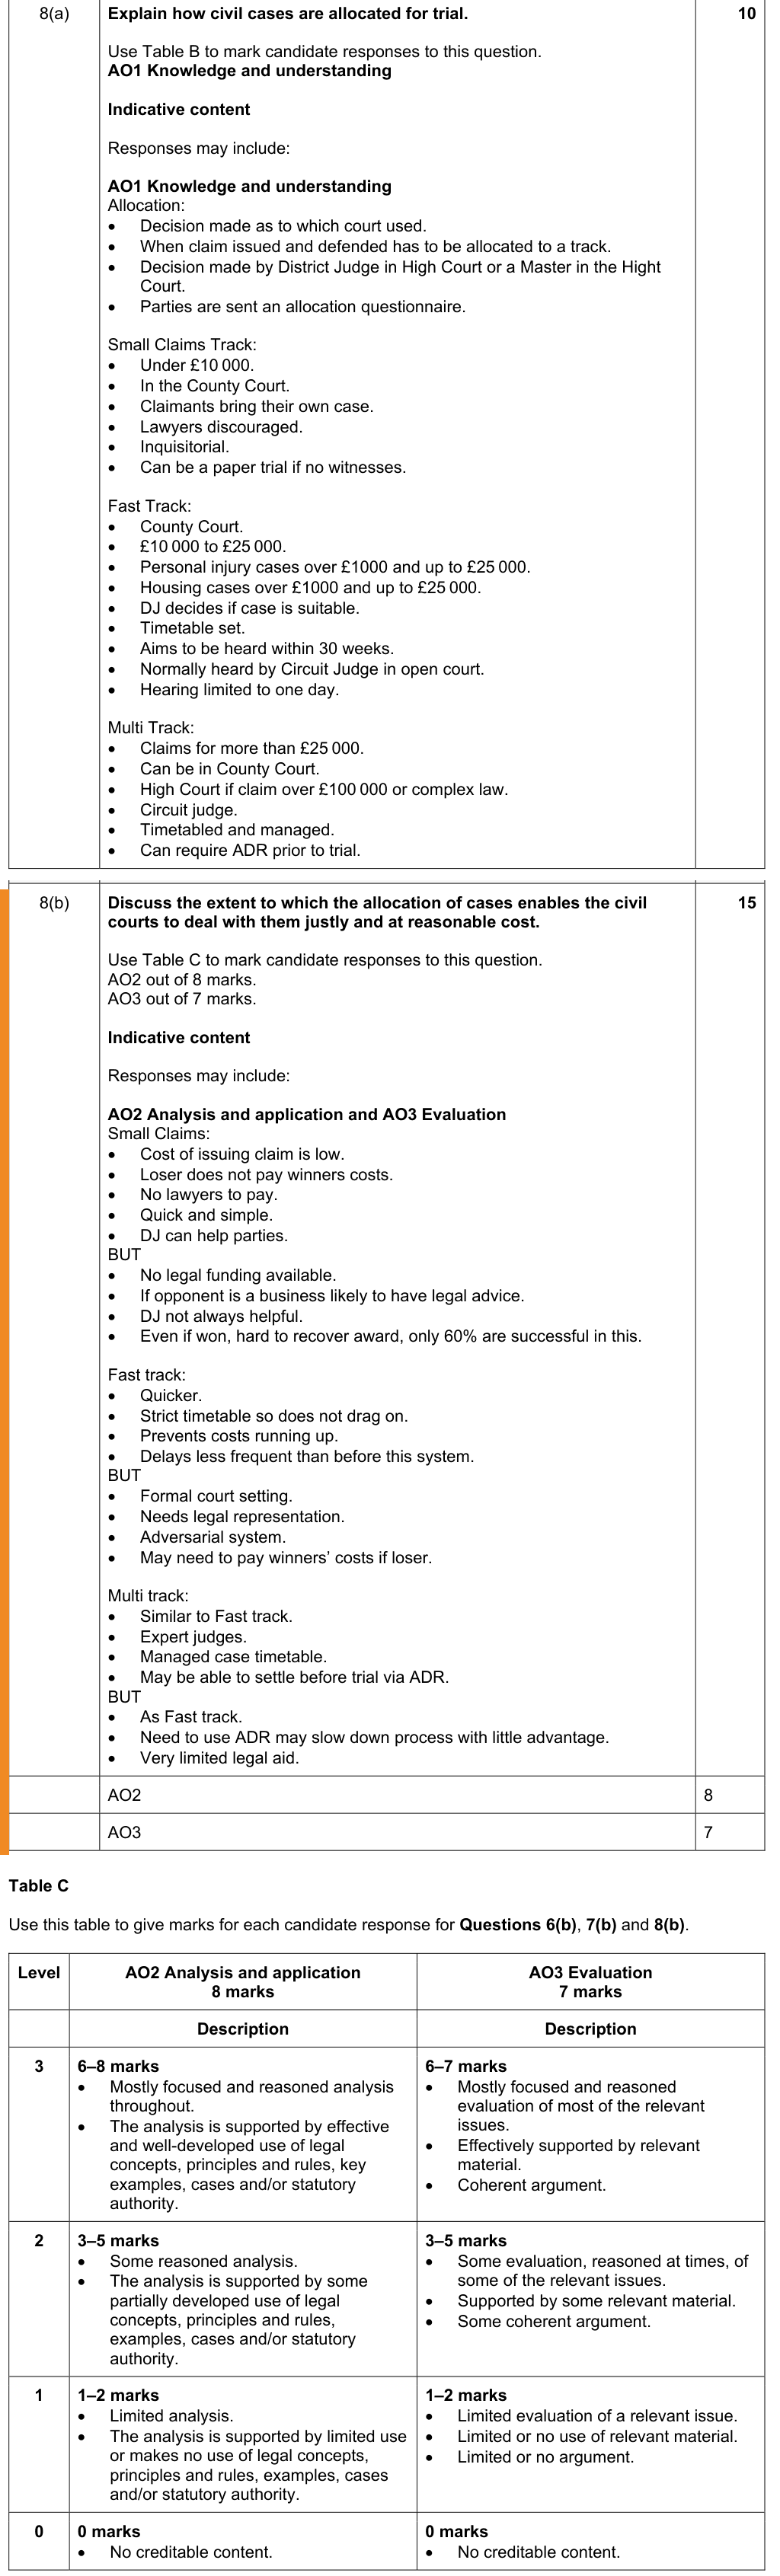 8(a) Explain how civil cases are allocated for trial. 10
Use Table B to mark candidate responses to this question.
AO1 Knowledge and understanding
Indicative content
Responses may include:
AO1 Knowledge and understanding
Allocation:
• Decision made as to which court used.
• When claim issued and defended has to be allocated to a track.
• Decision made by District Judge in High Court or a Master in the Hight
Court.
• Parties are sent an allocation questionnaire.
Small Claims Track:
• Under £10 000.
• In the County Court.
• Claimants bring their own case.
• Lawyers discouraged.
• Inquisitorial.
• Can be a paper trial if no witnesses.
Fast Track:
• County Court.
• £10 000 to £25 000.
• Personal injury cases over £1000 and up to £25 000.
• Housing cases over £1000 and up to £25 000.
• DJ decides if case is suitable.
• Timetable set.
• Aims to be heard within 30 weeks.
• Normally heard by Circuit Judge in open court.
• Hearing limited to one day.
Multi Track:
• Claims for more than £25 000.
• Can be in County Court.
• High Court if claim over £100 000 or complex law.
• Circuit judge.
• Timetabled and managed.
• Can require ADR prior to trial.
8(b) Discuss the extent to which the allocation of cases enables the civil 15
courts to deal with them justly and at reasonable cost.
Use Table C to mark candidate responses to this question.
AO2 out of 8 marks.
AO3 out of 7 marks.
Indicative content
Responses may include:
AO2 Analysis and application and AO3 Evaluation
Small Claims:
• Cost of issuing claim is low.
• Loser does not pay winners costs.
• No lawyers to pay.
• Quick and simple.
• DJ can help parties.
BUT
• No legal funding available.
• If opponent is a business likely to have legal advice.
• DJ not always helpful.
• Even if won, hard to recover award, only 60% are successful in this.
Fast track:
• Quicker.
• Strict timetable so does not drag on.
• Prevents costs running up.
• Delays less frequent than before this system.
BUT
• Formal court setting.
• Needs legal representation.
• Adversarial system.
• May need to pay winners’ costs if loser.
Multi track:
• Similar to Fast track.
• Expert judges.
• Managed case timetable.
• May be able to settle before trial via ADR.
BUT
• As Fast track.
• Need to use ADR may slow down process with little advantage.
• Very limited legal aid.
AO2 8
AO3 7
Table C
Use this table to give marks for each candidate response for Questions 6(b), 7(b) and 8(b).
Level
AO2 Analysis and application
8 marks
AO3 Evaluation
7 marks
Description
Description
3
6–8 marks
• Mostly focused and reasoned analysis
throughout.
• The analysis is supported by effective
and well-developed use of legal
concepts, principles and rules, key
examples, cases and/or statutory
authority.
6–7 marks
• Mostly focused and reasoned
evaluation of most of the relevant
issues.
• Effectively supported by relevant
material.
• Coherent argument.
2
3–5 marks
• Some reasoned analysis.
• The analysis is supported by some
partially developed use of legal
concepts, principles and rules,
examples, cases and/or statutory
authority.
3–5 marks
• Some evaluation, reasoned at times, of
some of the relevant issues.
• Supported by some relevant material.
• Some coherent argument.
1
1–2 marks
• Limited analysis.
• The analysis is supported by limited use
or makes no use of legal concepts,
principles and rules, examples, cases
and/or statutory authority.
1–2 marks
• Limited evaluation of a relevant issue.
• Limited or no use of relevant material.
• Limited or no argument.
0
0 marks
• No creditable content.
0 marks
• No creditable content.